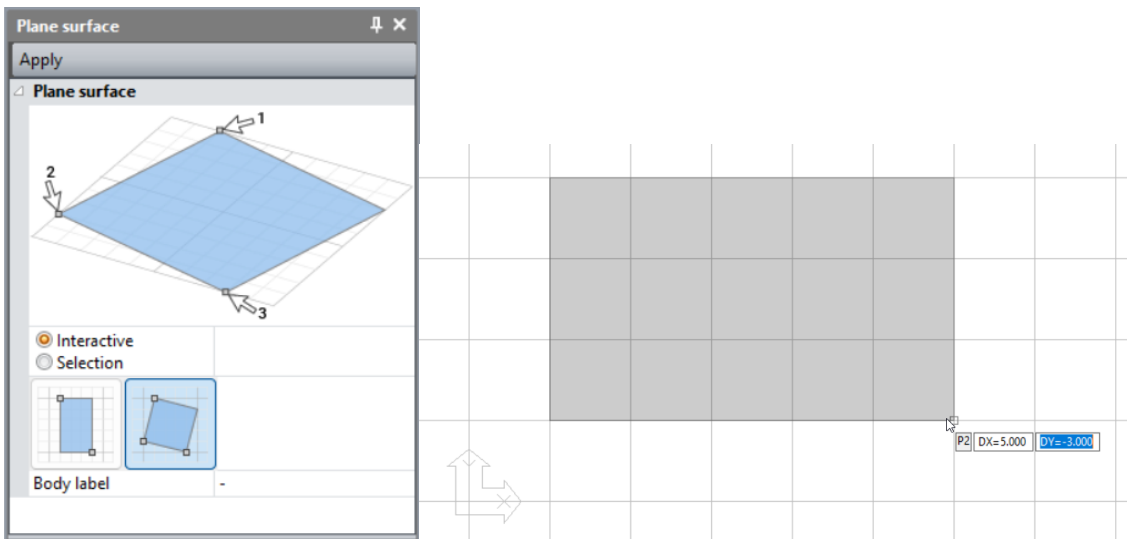 Plane surface
Apply
Plane surface
1
2
3
Interactive
Selection
Body label -
P2 DX=5.000 DY=-3.000
Y
X